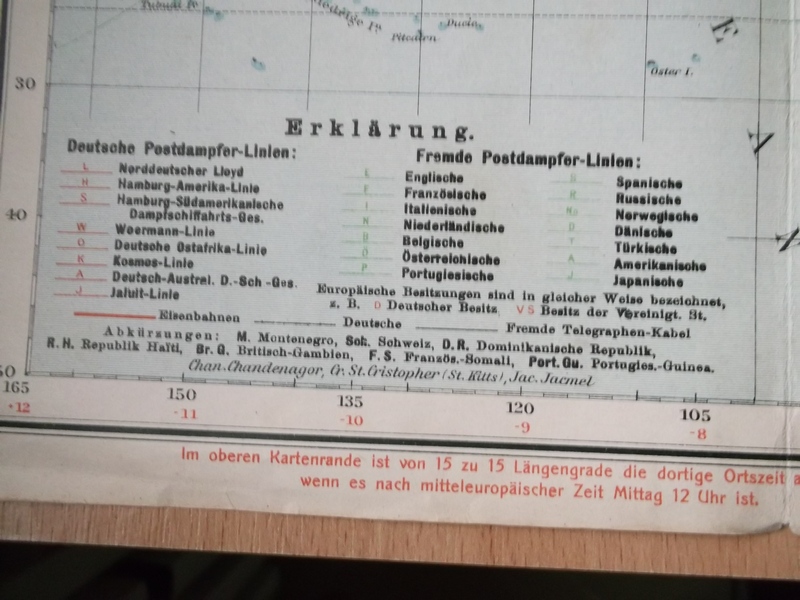 Tubuai In
Ducie
Pitcairn
Oster I.
30
Erklärung.
Deutsche Postdampfer-Linien:
L Norddeutscher Lloyd
H Hamburg-Amerika-Linie
S Hamburg-Südamerikanische
Dampfschiffahrts-Ges.
W Woermann-Linie
O Deutsche Ostafrika-Linie
K Kosmos-Linie
A Deutsch-Austral. D.-Sch-Ges.
J Jaluit-Linie
Fremde Postdampfer-Linien:
E Englische
F Französische
I Italienische
N Niederländische
B Belgische
Ö Österreichische
P Portugiesische
S Spanische
R Russische
No Norwegische
D Dänische
T Türkische
A Amerikanische
J Japanische
40
Europäische Besitzungen sind in gleicher Weise bezeichnet,
z. B. D Deutscher Besitz, VS Besitz der Vereinigt. St.
Eisenbahnen Deutsche Fremde Telegraphen-Kabel
Abkürzungen: M. Montenegro, Sch. Schweiz, D.R. Dominikanische Republik,
R.H. Republik Haïti, Br.G. Britisch-Gambien, F.S. Französ.-Somali, Port.Gu. Portugies.-Guinea.
Chan. Chandenagor, Cr. St. Cristopher (St. Kitts), Jac. Jacmel
50
165 150 135 120 105
-12 -11 -10 -9 -8
Im oberen Kartenrande ist von 15 zu 15 Längengrade die dortige Ortszeit a
wenn es nach mitteleuropäischer Zeit Mittag 12 Uhr ist.